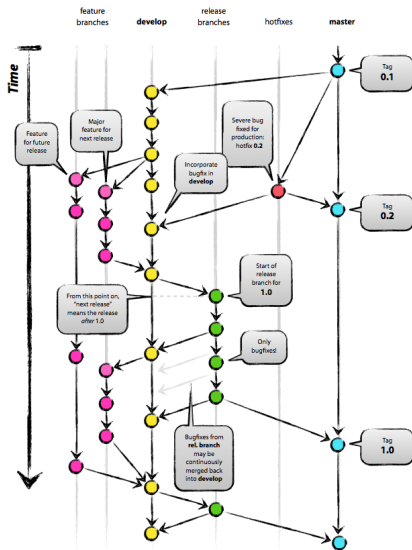 feature
branches
develop
release
branches
hotfixes
master
Time
Tag
0.1
Major
feature for
next release
Severe bug
fixed for
production:
hotfix 0.2
Feature
for future
release
Incorporate
bugfix in
develop
Tag
0.2
Start of
release
branch for
1.0
From this point on,
“next release”
means the release
after 1.0
Only
bugfixes!
Tag
1.0
Bugfixes from
rel. branch
may be
continuously
merged back
into develop